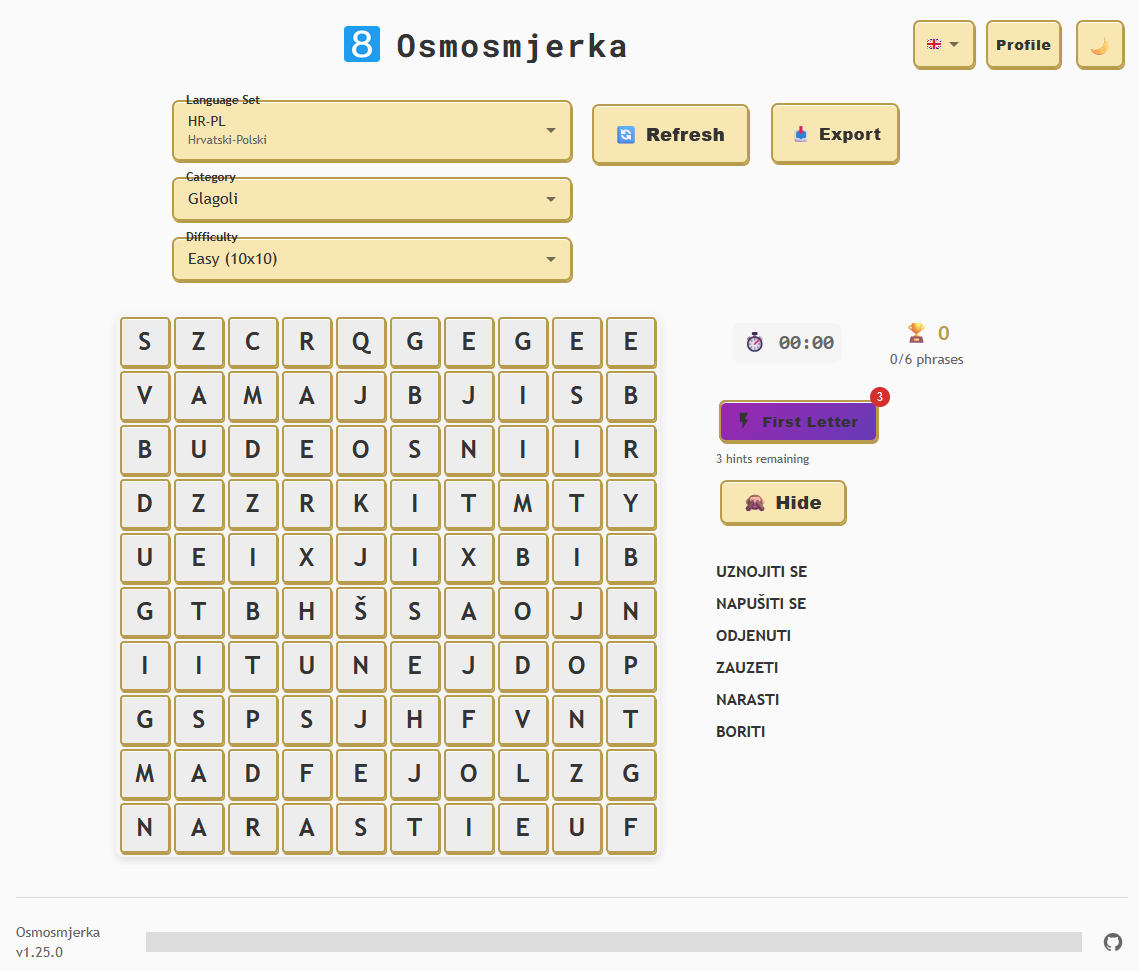 8 Osmosmjerka
Profile
Language Set
HR-PL
Hrvatski-Polski
Refresh
Export
Category
Glagoli
Difficulty
Easy (10x10)
S Z C R Q G E G E E
V A M A J B J I S B
B U D E O S N I I R
D Z Z R K I T M T Y
U E I X J I X B I B
G T B H Š S A O J N
I I T U N E J D O P
G S P S J H F V N T
M A D F E J O L Z G
N A R A S T I E U F
00:00
0
0/6 phrases
3
First Letter
3 hints remaining
Hide
UZNOJITI SE
NAPUŠITI SE
ODJENUTI
ZAUZETI
NARASTI
BORITI
Osmosmjerka
v1.25.0